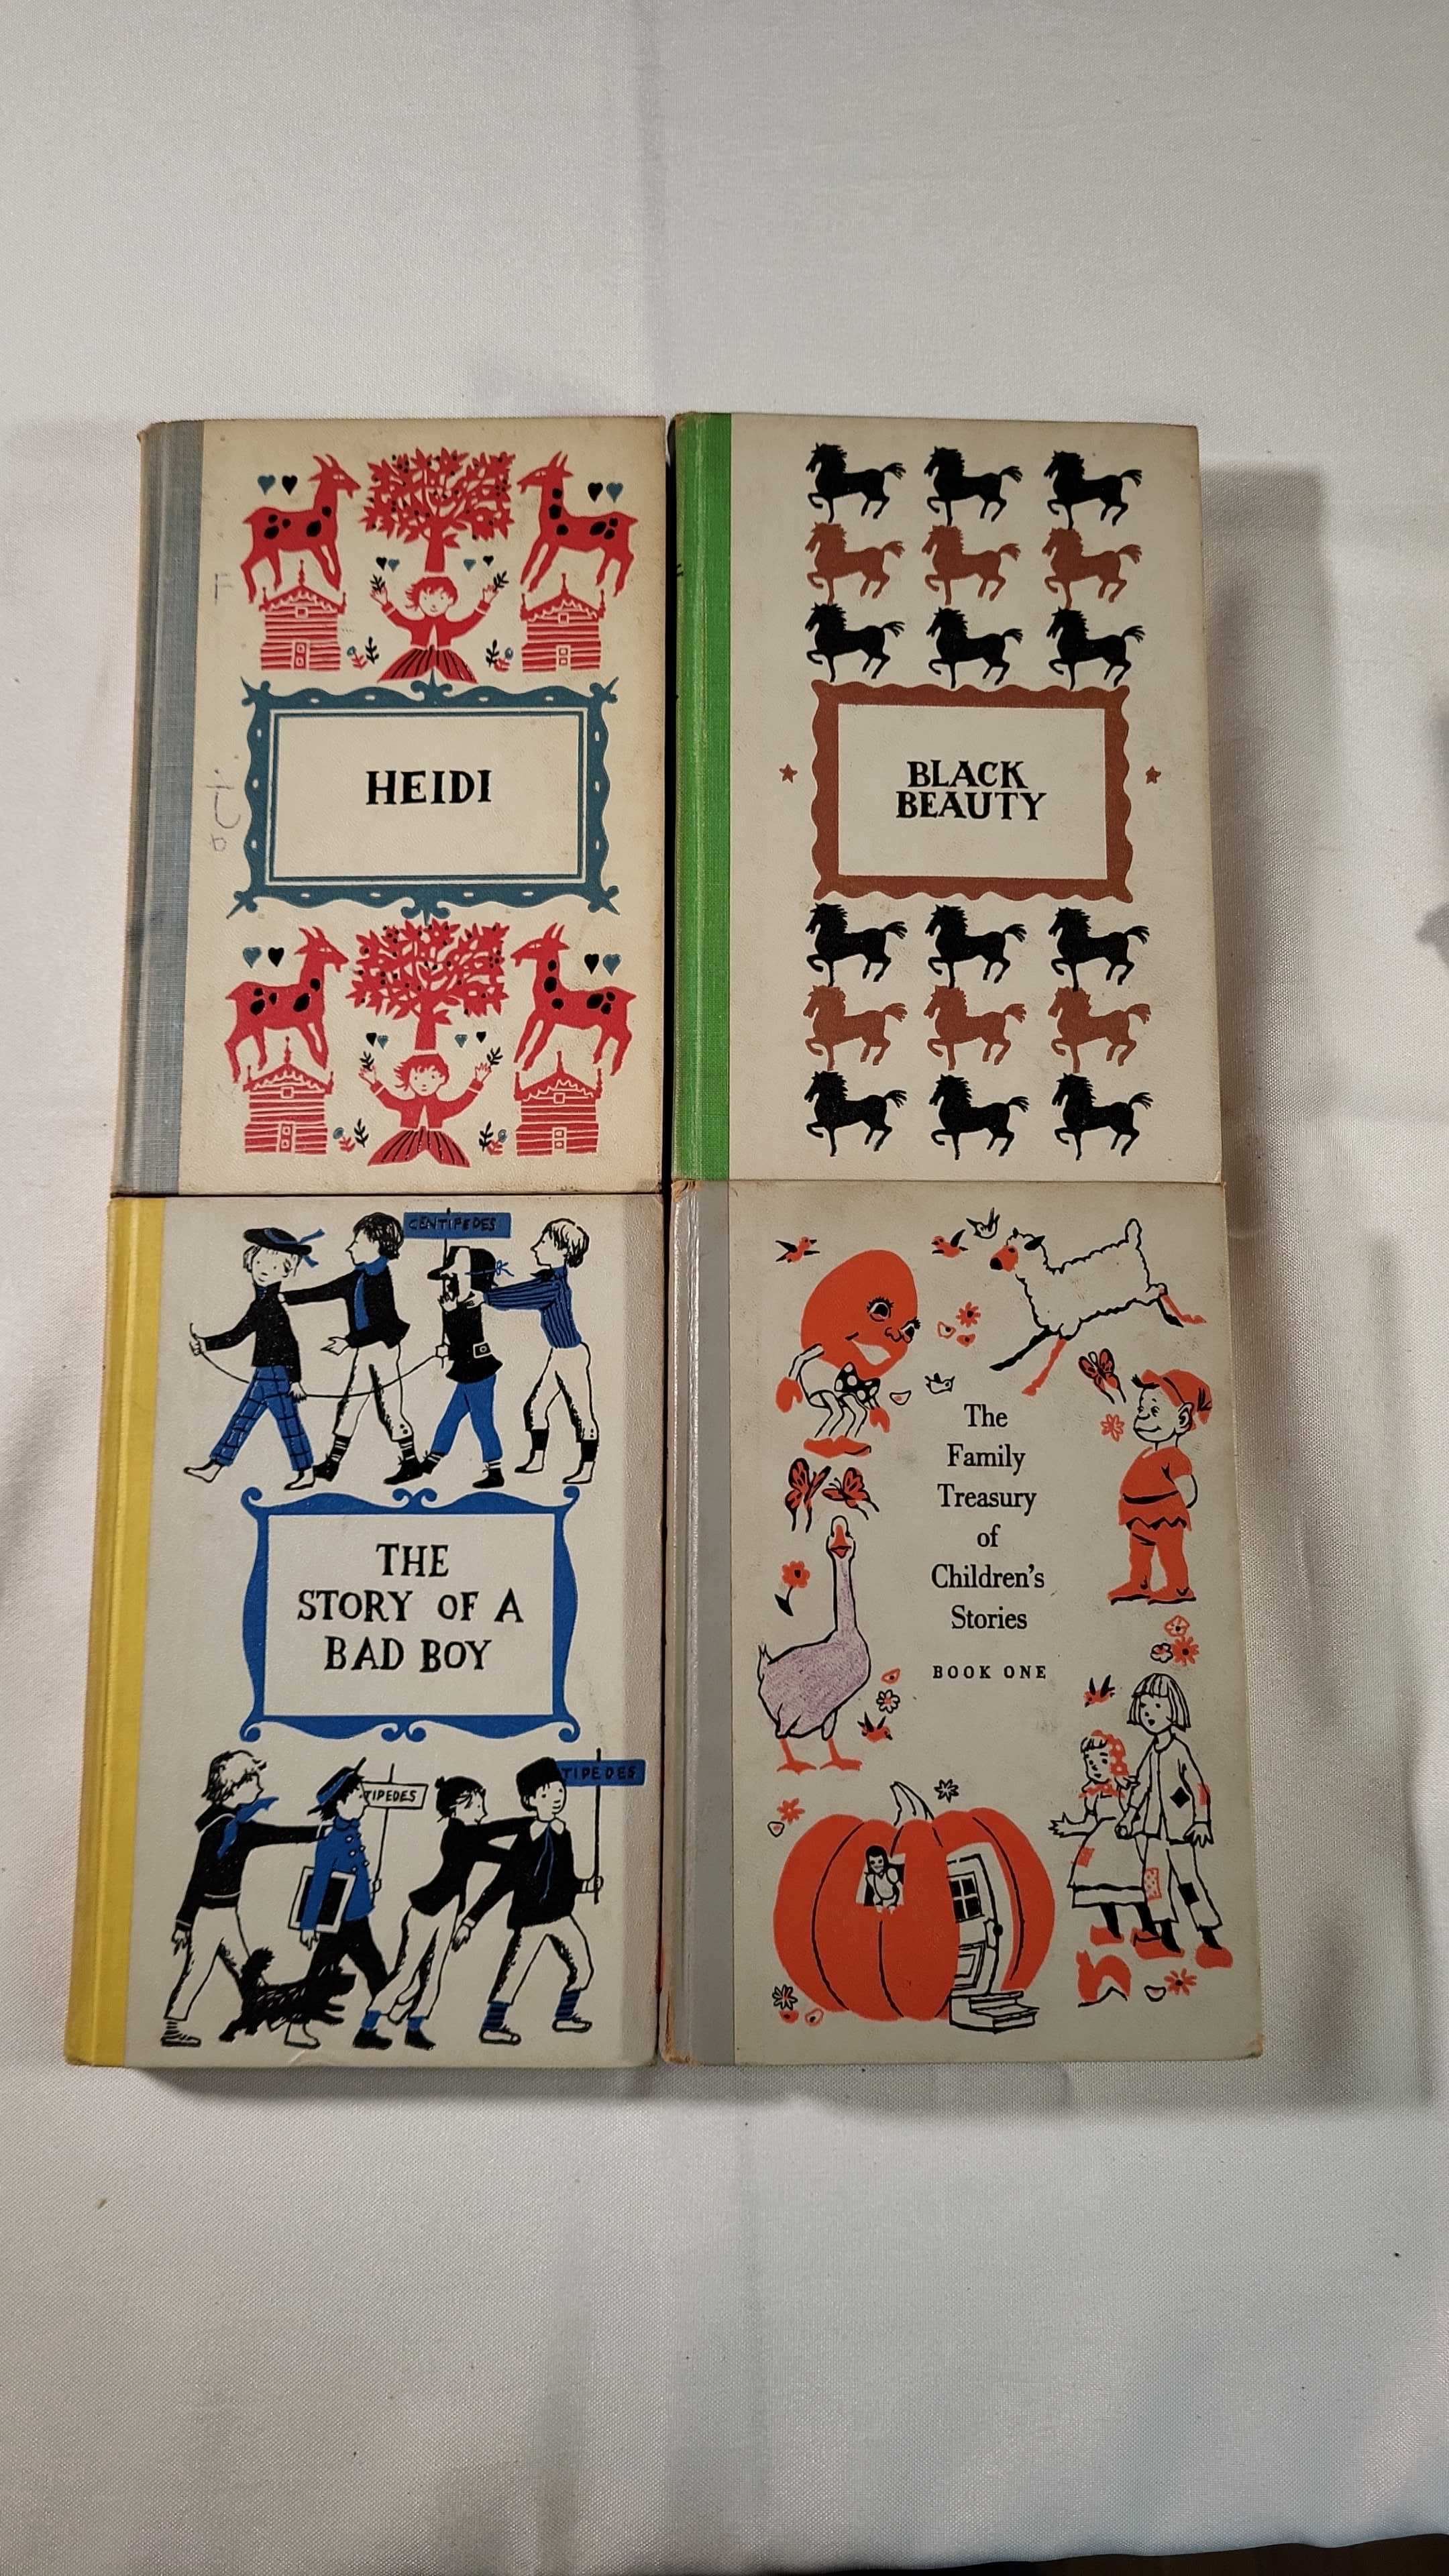 HEIDI
BLACK
BEAUTY
CENTIPEDES
THE
STORY OF A
BAD BOY
TIPEDES
TIPEDES
The
Family
Treasury
of
Children's
Stories
BOOK ONE